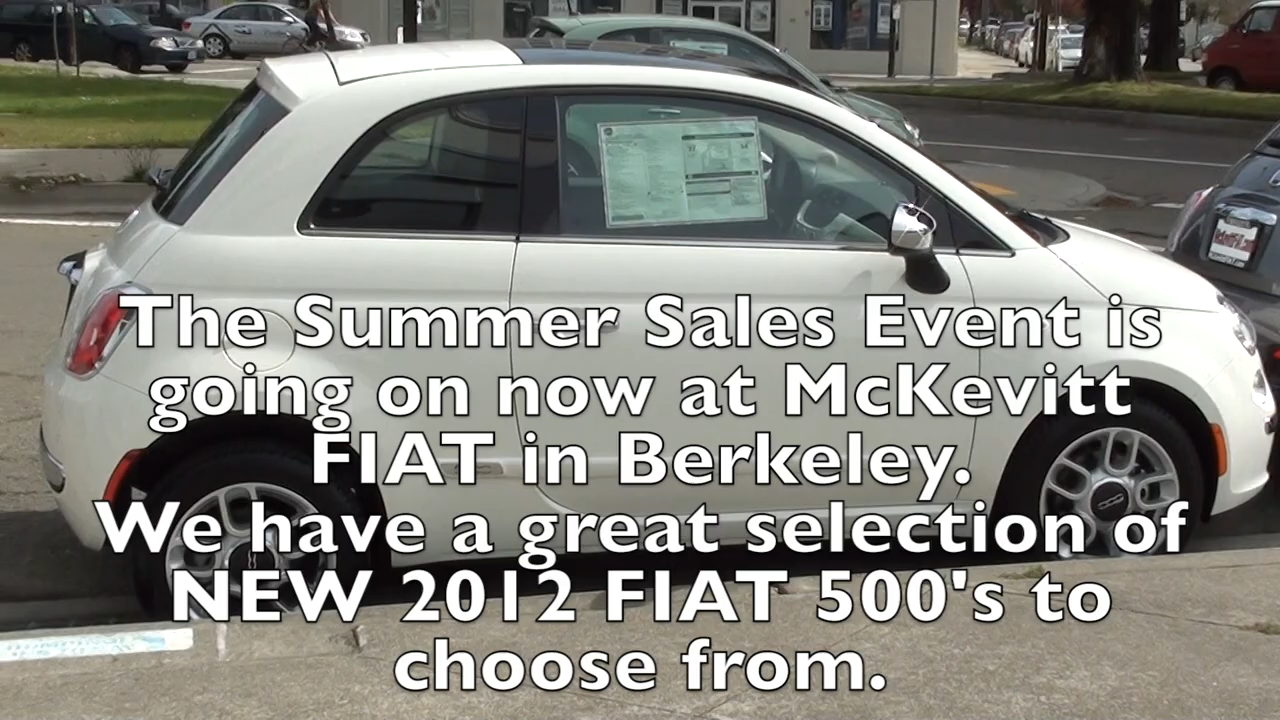 The Summer Sales Event is
going on now at McKevitt
FIAT in Berkeley.
We have a great selection of
NEW 2012 FIAT 500's to
choose from.